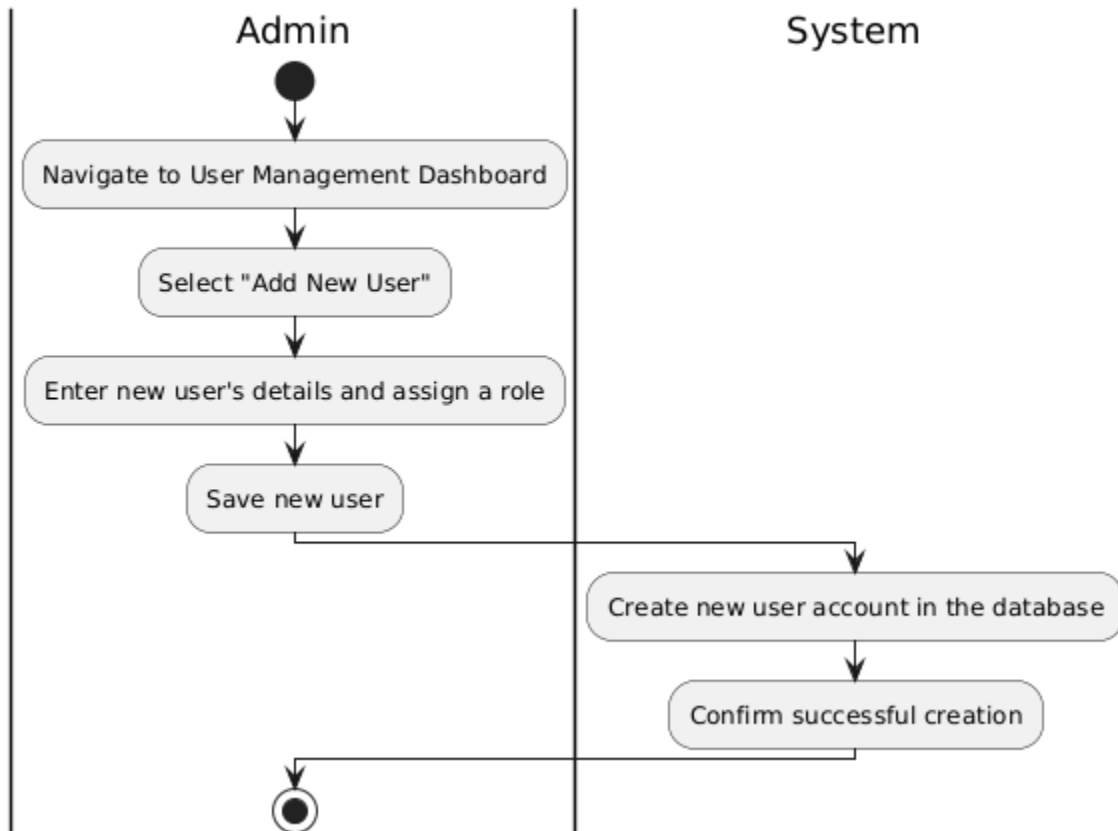 Admin
System
Navigate to User Management Dashboard
Select "Add New User"
Enter new user's details and assign a role
Save new user
Create new user account in the database
Confirm successful creation